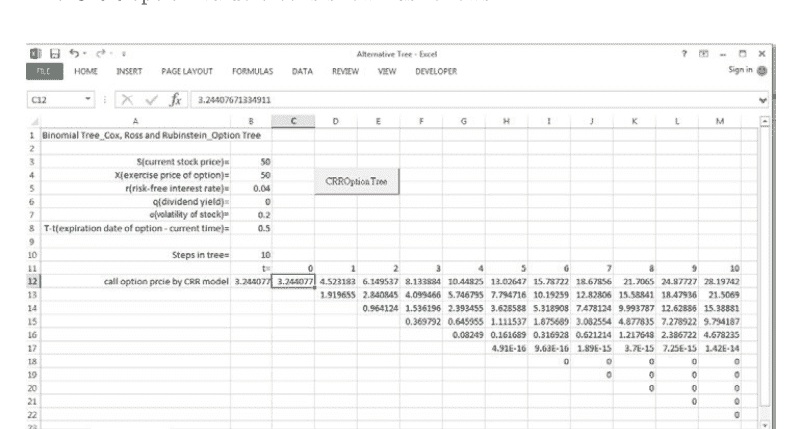 Alternative Tree - Excel
FILE HOME INSERT PAGE LAYOUT FORMULAS DATA REVIEW VIEW DEVELOPER Sign in
C12 fx 3.24407671334911
A B C D E F G H I J K L M
1 Binomial Tree_Cox, Ross and Rubinstein_Option Tree
2
3 S(current stock price)= 50
4 X(exercise price of option)= 50
CRROption Tree
5 r(risk-free interest rate)= 0.04
6 q(dividend yield)= 0
7 σ(volatility of stock)= 0.2
8 T-t(expiration date of option - current time)= 0.5
9
10 Steps in tree= 10
11 t= 0 1 2 3 4 5 6 7 8 9 10
12 call option prcie by CRR model 3.244077 3.244077 4.523183 6.149537 8.133884 10.44825 13.02647 15.78722 18.67856 21.7065 24.87727 28.19742
13 1.919655 2.840845 4.099466 5.746795 7.794716 10.19259 12.82806 15.58841 18.47936 21.5069
14 0.964124 1.536196 2.393455 3.628588 5.318908 7.478124 9.993787 12.62886 15.38881
15 0.369792 0.645955 1.111537 1.875689 3.082554 4.877835 7.278922 9.794187
16 0.08249 0.161689 0.316928 0.621214 1.217648 2.386722 4.678235
17 4.91E-16 9.63E-16 1.89E-15 3.7E-15 7.25E-15 1.42E-14
18 0 0 0 0 0
19 0 0 0 0
20 0 0 0
21 0 0
22 0